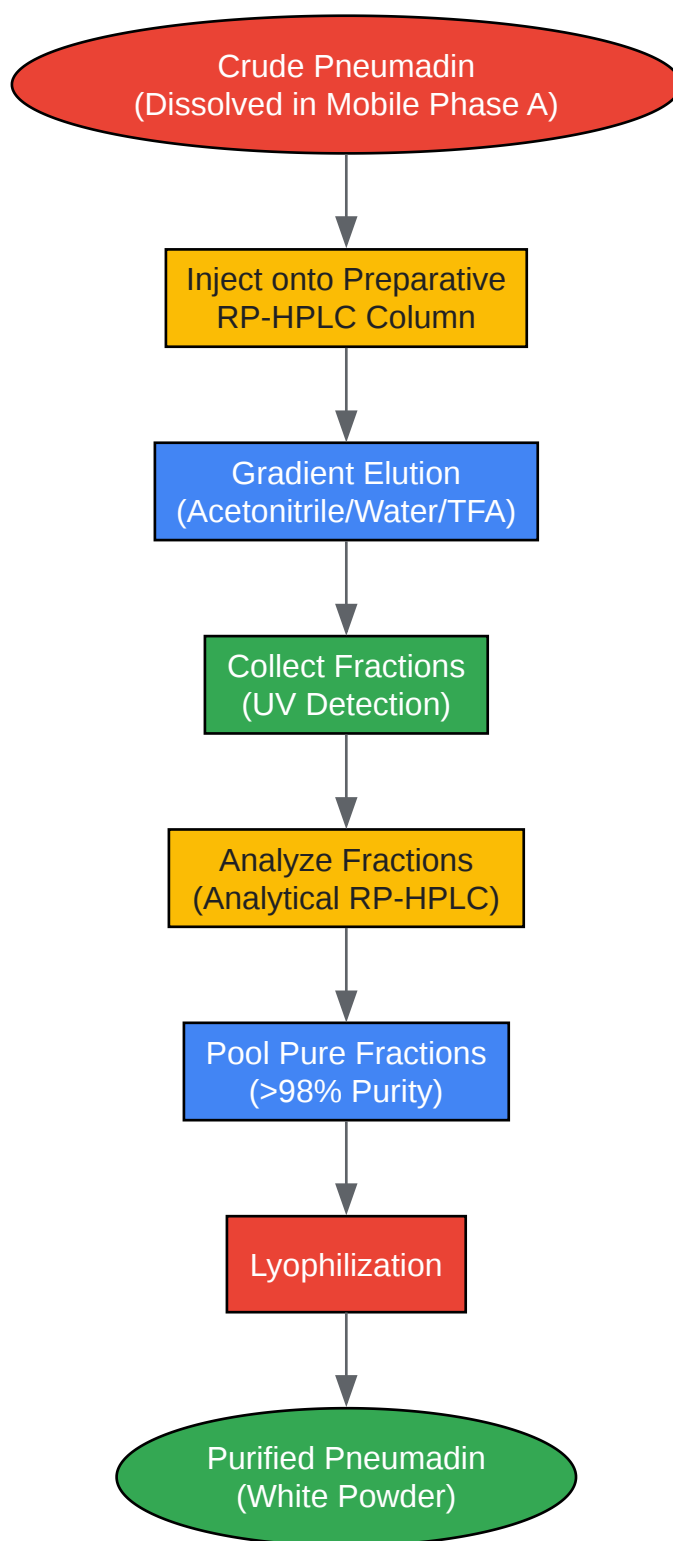 Crude Pneumadin
(Dissolved in Mobile Phase A)
Inject onto Preparative
RP-HPLC Column
Gradient Elution
(Acetonitrile/Water/TFA)
Collect Fractions
(UV Detection)
Analyze Fractions
(Analytical RP-HPLC)
Pool Pure Fractions
(>98% Purity)
Lyophilization
Purified Pneumadin
(White Powder)